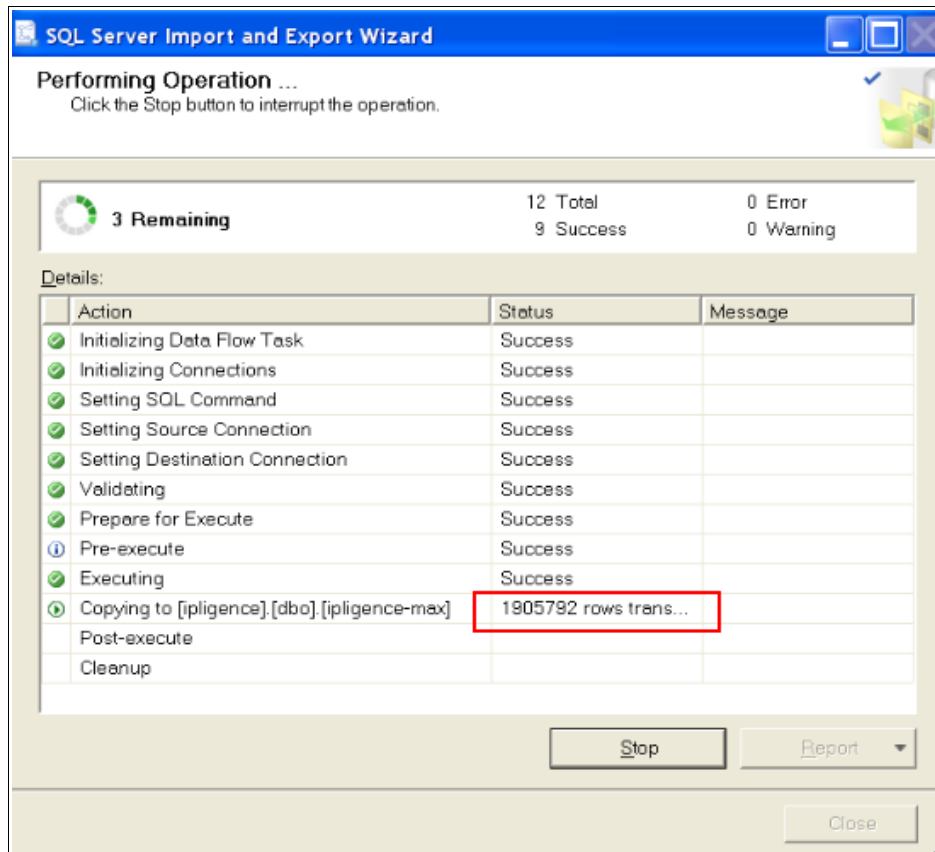 SQL Server Import and Export Wizard
Performing Operation ...
Click the Stop button to interrupt the operation.
3 Remaining
12 Total
0 Error
9 Success
0 Warning
Details:
Action Status Message
Initializing Data Flow Task Success
Initializing Connections Success
Setting SQL Command Success
Setting Source Connection Success
Setting Destination Connection Success
Validating Success
Prepare for Execute Success
Pre-execute Success
Executing Success
Copying to [ipligence].[dbo].[ipligence-max] 1905792 rows trans...
Post-execute
Cleanup
Stop Report
Close